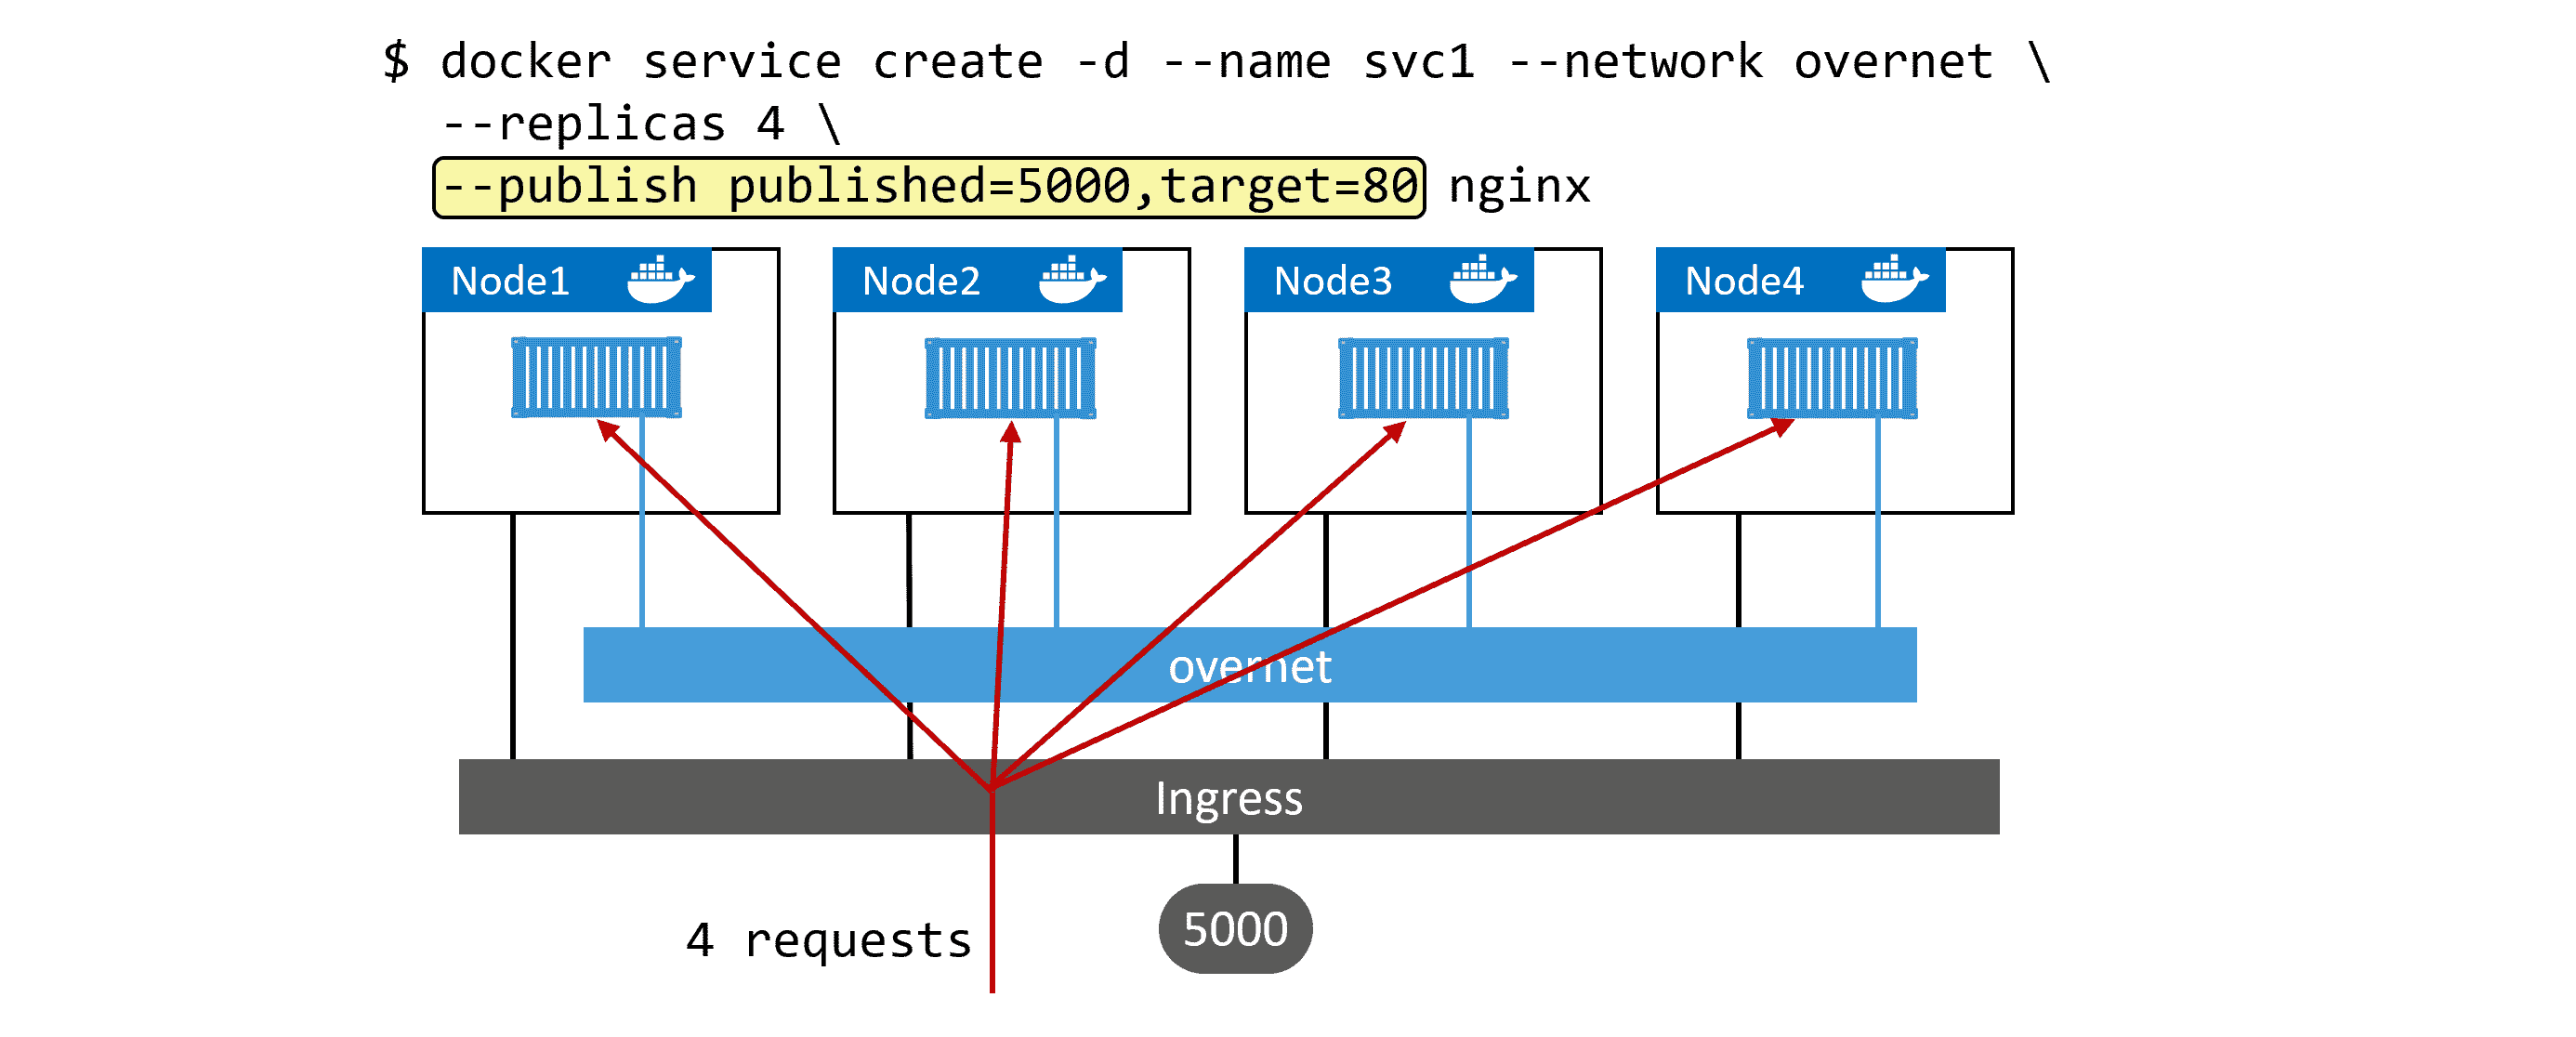 $ docker service create -d --name svc1 --network overnet \
--replicas 4 \
--publish published=5000,target=80 nginx
Node1
Node2
Node3
Node4
overnet
Ingress
4 requests
5000